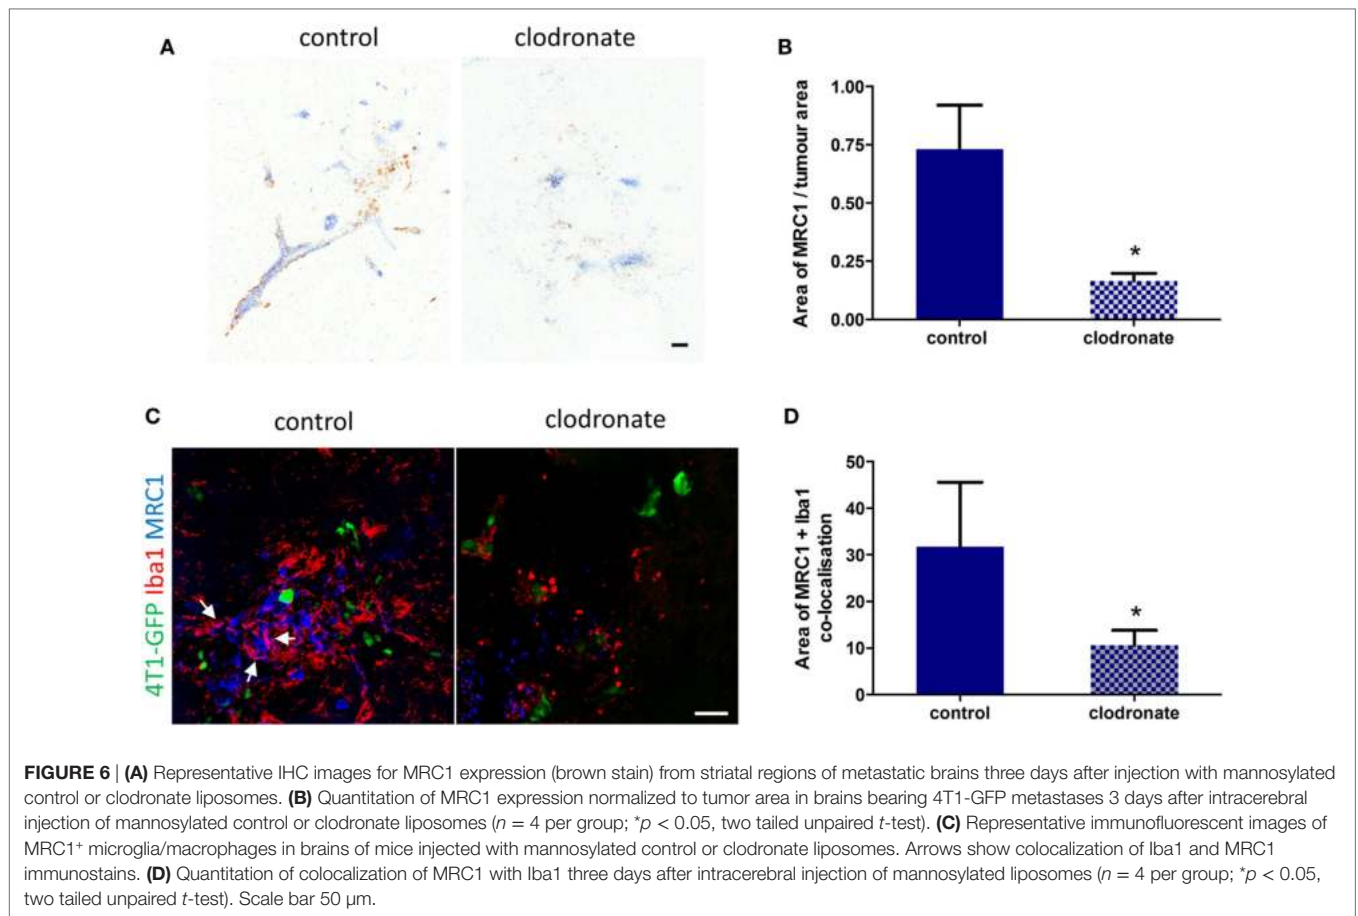 A
control
clodronate
B
Area of MRC1 / tumour area
1.00
0.75
0.50
0.25
0.00
*
control
clodronate
C
control
clodronate
4T1-GFP Iba1 MRC1
D
Area of MRC1 + Iba1
co-localisation
50
40
30
20
10
0
*
control
clodronate
FIGURE 6 | (A) Representative IHC images for MRC1 expression (brown stain) from striatal regions of metastatic brains three days after injection with mannosylated
control or clodronate liposomes. (B) Quantitation of MRC1 expression normalized to tumor area in brains bearing 4T1-GFP metastases 3 days after intracerebral
injection of mannosylated control or clodronate liposomes (n = 4 per group; *p < 0.05, two tailed unpaired t-test). (C) Representative immunofluorescent images of
MRC1⁺ microglia/macrophages in brains of mice injected with mannosylated control or clodronate liposomes. Arrows show colocalization of Iba1 and MRC1
immunostains. (D) Quantitation of colocalization of MRC1 with Iba1 three days after intracerebral injection of mannosylated liposomes (n = 4 per group; *p < 0.05,
two tailed unpaired t-test). Scale bar 50 μm.